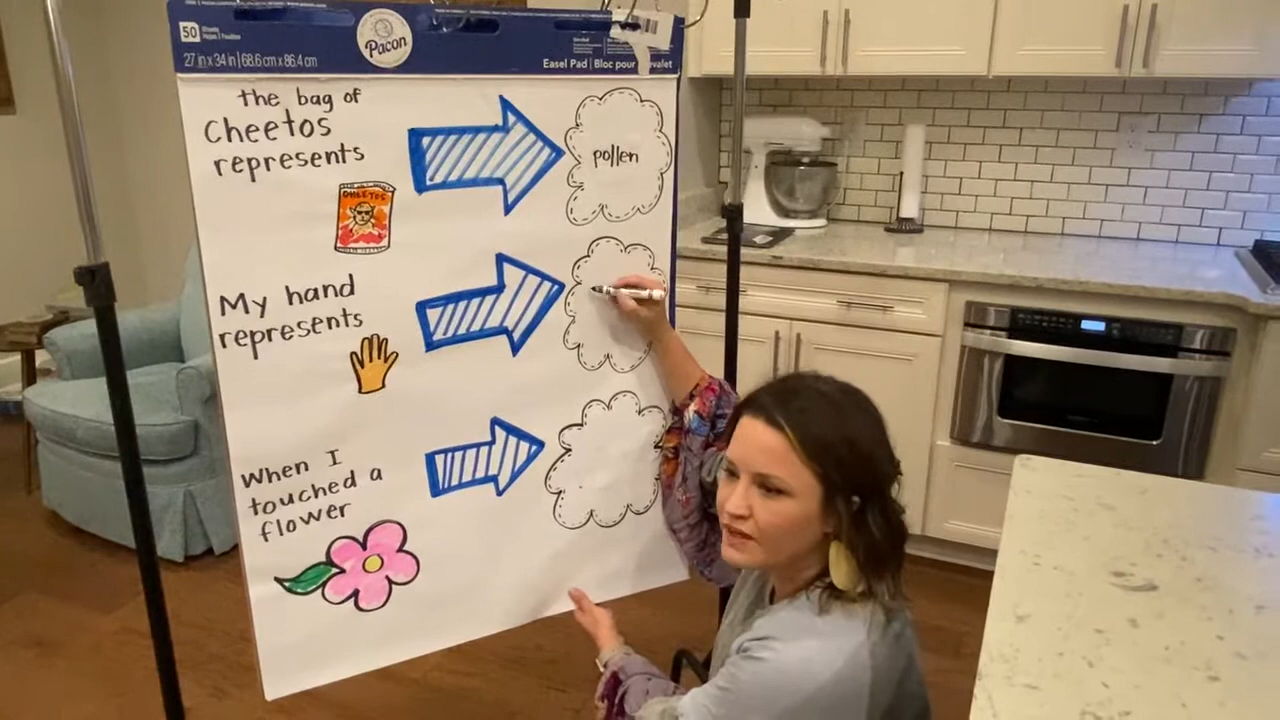 50
27 in x 34 in | 68.6 cm x 86.4 cm
Pacon
Easel Pad | Bloc pour
the bag of
Cheetos
represents
CHEETOS
pollen
My hand
represents
When I
touched a
flower